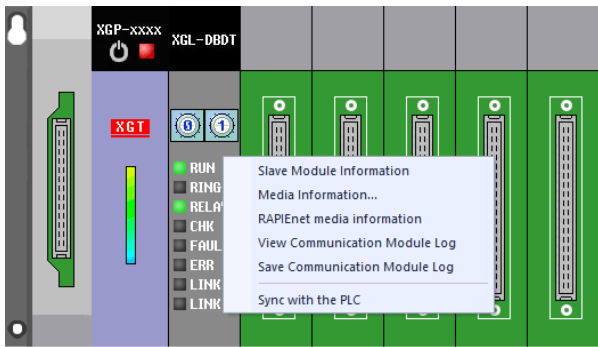 XGP-xxxx
XGL-DBDT
XGT
0 1
RUN
RING
RELA
CHK
FAUL
ERR
LINK
LINK
Slave Module Information
Media Information...
RAPIEnet media information
View Communication Module Log
Save Communication Module Log
Sync with the PLC